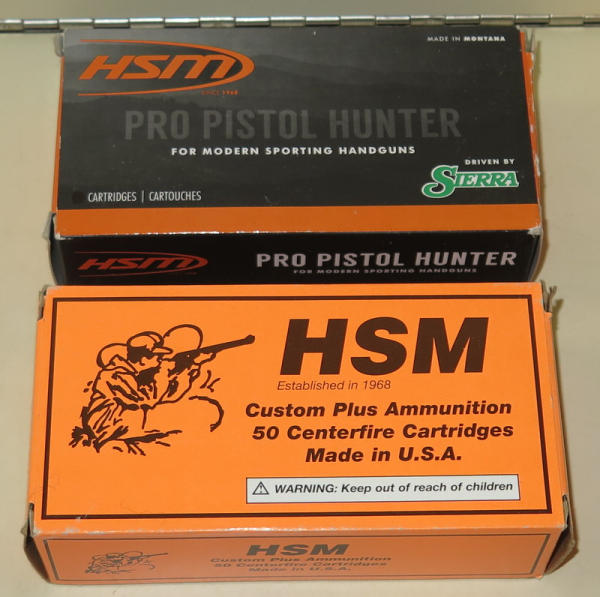 HSM
SINCE 1968
MADE IN MONTANA
PRO PISTOL HUNTER
FOR MODERN SPORTING HANDGUNS
DRIVEN BY
SIERRA
CARTRIDGES | CARTOUCHES
HSM
PRO PISTOL HUNTER
FOR MODERN SPORTING HANDGUNS
HSM
Established in 1968
Custom Plus Ammunition
50 Centerfire Cartridges
Made in U.S.A.
WARNING: Keep out of reach of children
HSM
Custom Plus Ammunition
50 Centerfire Cartridges
Made in U.S.A.